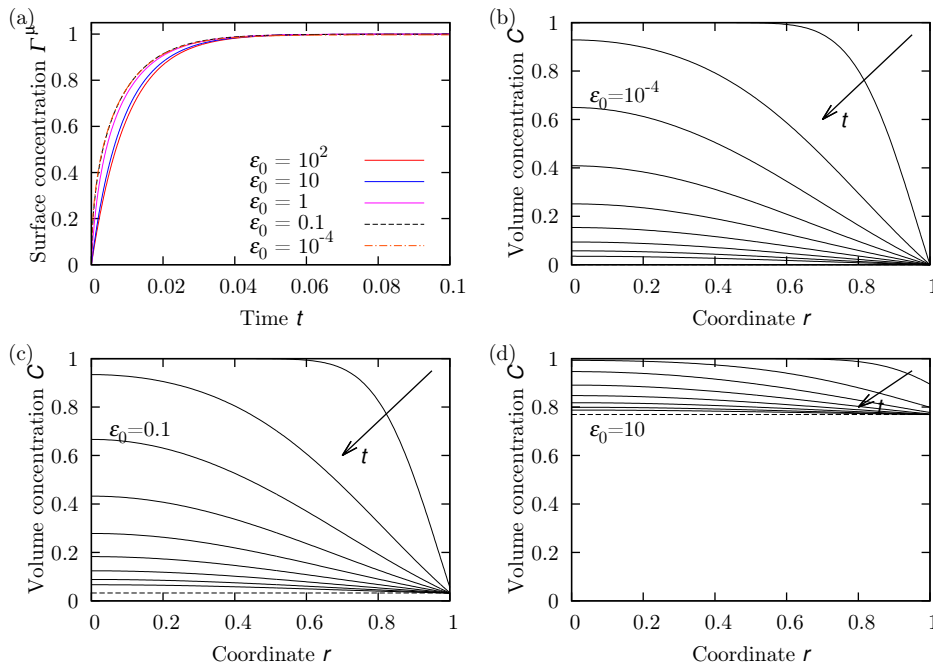 (a)
Surface concentration Γ^μ
1
0.8
0.6
0.4
0.2
0
ε₀ = 10²
ε₀ = 10
ε₀ = 1
ε₀ = 0.1
ε₀ = 10⁻⁴
0 0.02 0.04 0.06 0.08 0.1
Time t
(b)
Volume concentration C
1
0.8
0.6
0.4
0.2
0
ε₀=10⁻⁴
t
0 0.2 0.4 0.6 0.8 1
Coordinate r
(c)
Volume concentration C
1
0.8
0.6
0.4
0.2
0
ε₀=0.1
t
0 0.2 0.4 0.6 0.8 1
Coordinate r
(d)
Volume concentration C
1
0.8
0.6
0.4
0.2
0
t
ε₀=10
0 0.2 0.4 0.6 0.8 1
Coordinate r